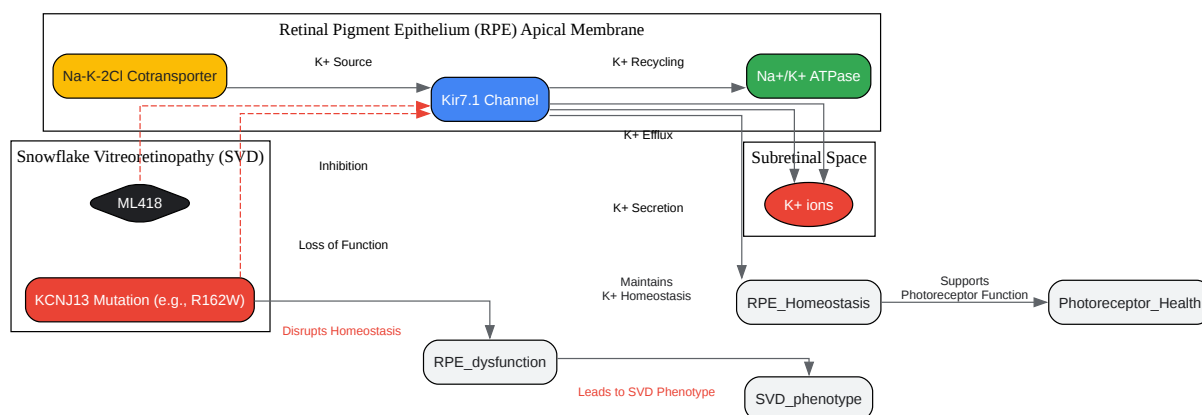 Retinal Pigment Epithelium (RPE) Apical Membrane
Na-K-2Cl Cotransporter
K+ Source
Kir7.1 Channel
K+ Recycling
Na+/K+ ATPase
K+ Efflux
Snowflake Vitreoretinopathy (SVD)
Inhibition
Subretinal Space
ML418
K+ Secretion
K+ ions
Loss of Function
KCNJ13 Mutation (e.g., R162W)
Maintains
K+ Homeostasis
RPE_Homeostasis
Supports
Photoreceptor Function
Photoreceptor_Health
Disrupts Homeostasis
RPE_dysfunction
Leads to SVD Phenotype
SVD_phenotype